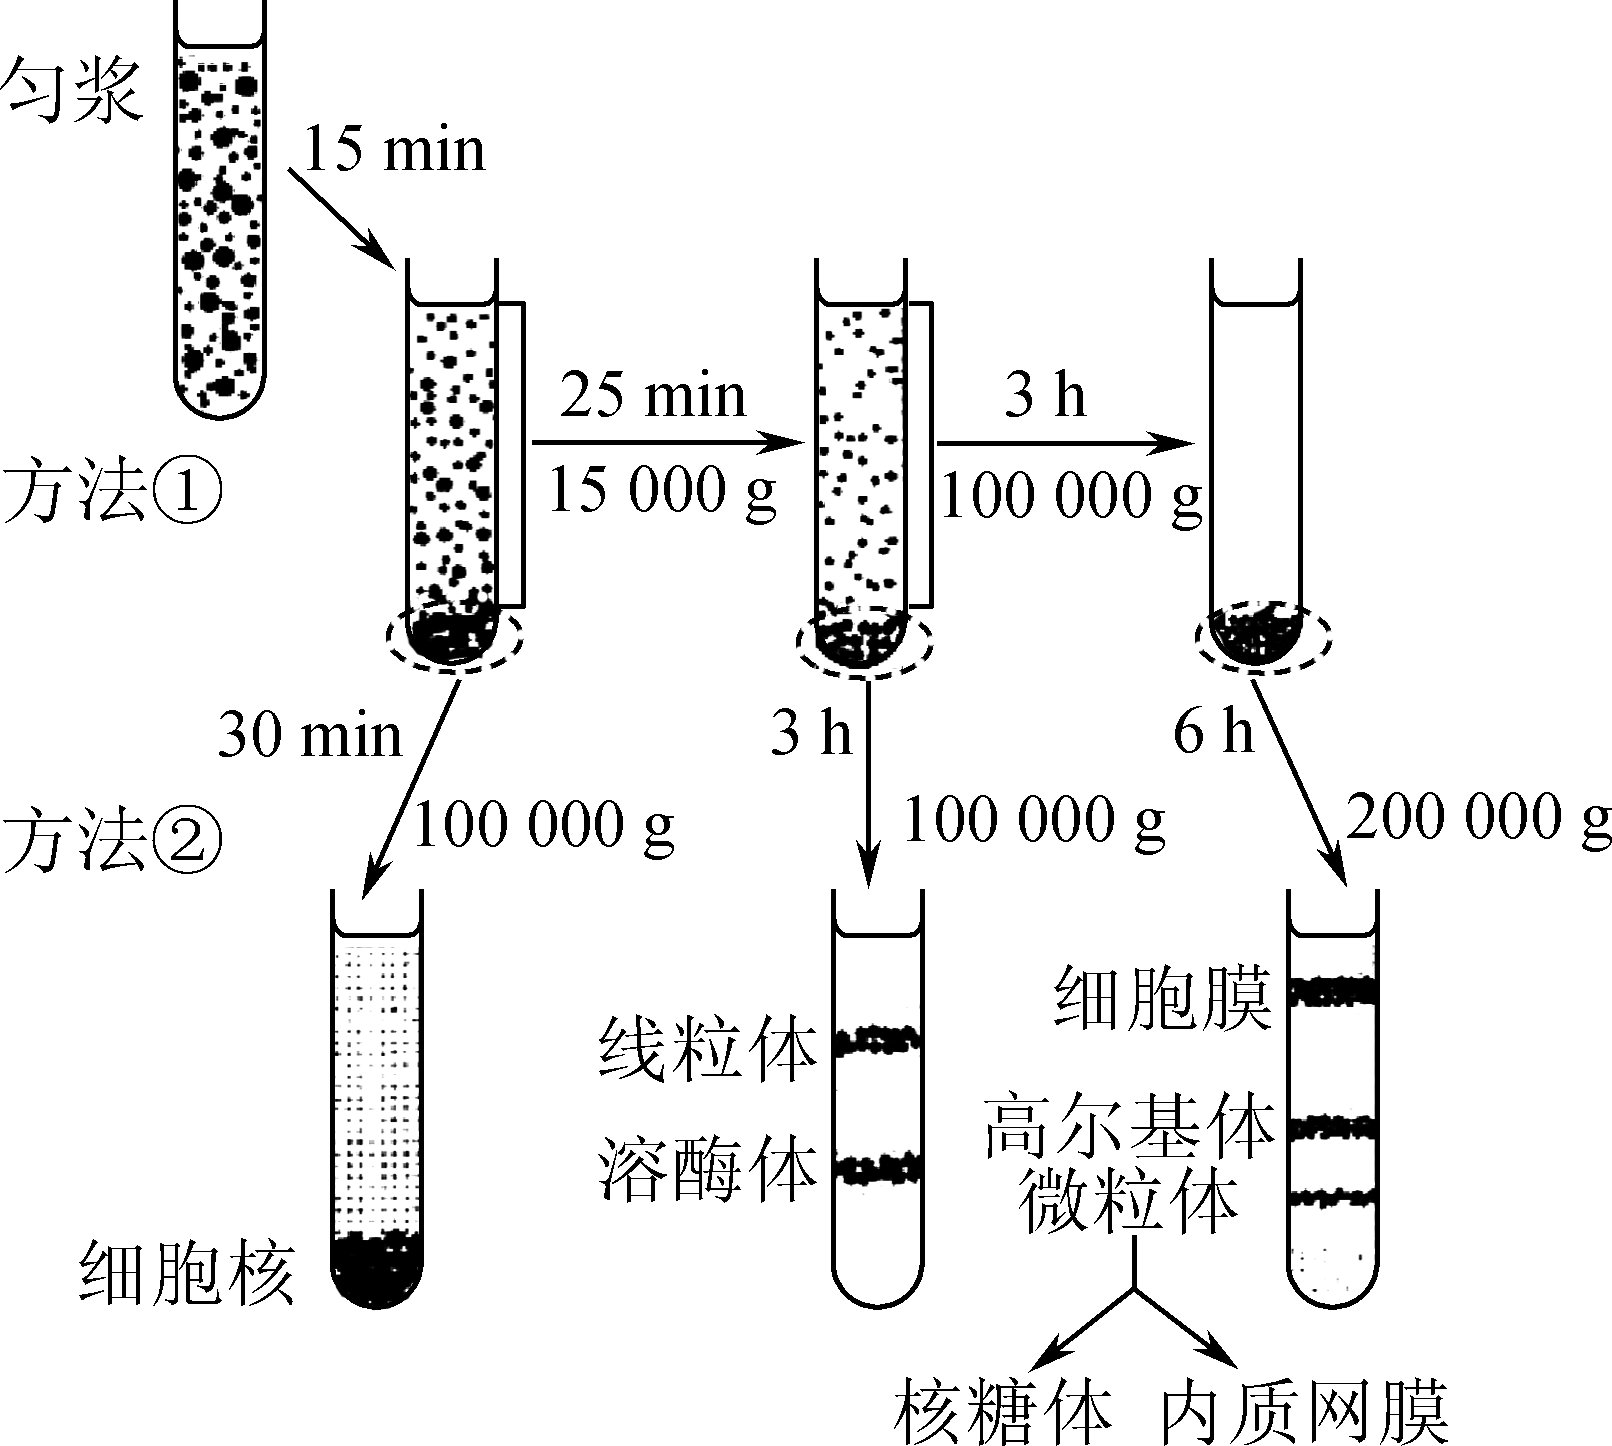 匀浆
15 min
25 min
15 000 g
3 h
100 000 g
方法①
30 min
100 000 g
3 h
100 000 g
6 h
200 000 g
方法②
细胞膜
线粒体
高尔基体
溶酶体
微粒体
细胞核
核糖体
内质网膜